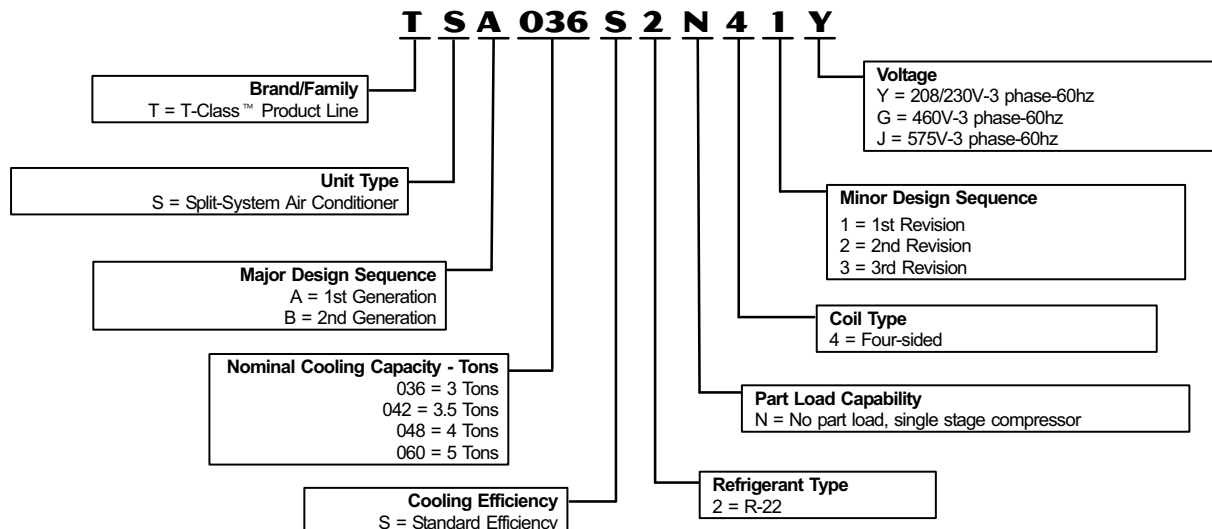 T S A 036 S 2 N 4 1 Y
Brand/Family
T = T-Class™ Product Line
Unit Type
S = Split-System Air Conditioner
Major Design Sequence
A = 1st Generation
B = 2nd Generation
Nominal Cooling Capacity - Tons
036 = 3 Tons
042 = 3.5 Tons
048 = 4 Tons
060 = 5 Tons
Cooling Efficiency
S = Standard Efficiency
Voltage
Y = 208/230V-3 phase-60hz
G = 460V-3 phase-60hz
J = 575V-3 phase-60hz
Minor Design Sequence
1 = 1st Revision
2 = 2nd Revision
3 = 3rd Revision
Coil Type
4 = Four-sided
Part Load Capability
N = No part load, single stage compressor
Refrigerant Type
2 = R-22